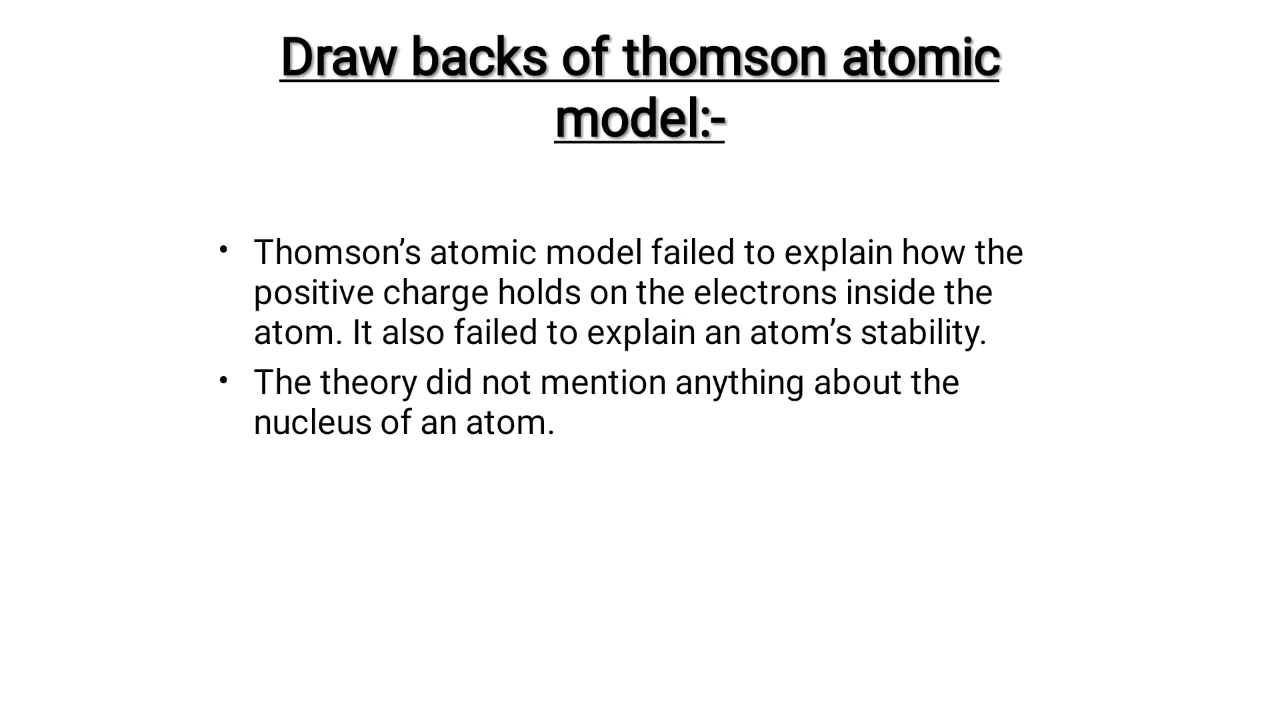 Draw backs of thomson atomic
model:-
• Thomson’s atomic model failed to explain how the
positive charge holds on the electrons inside the
atom. It also failed to explain an atom’s stability.
• The theory did not mention anything about the
nucleus of an atom.